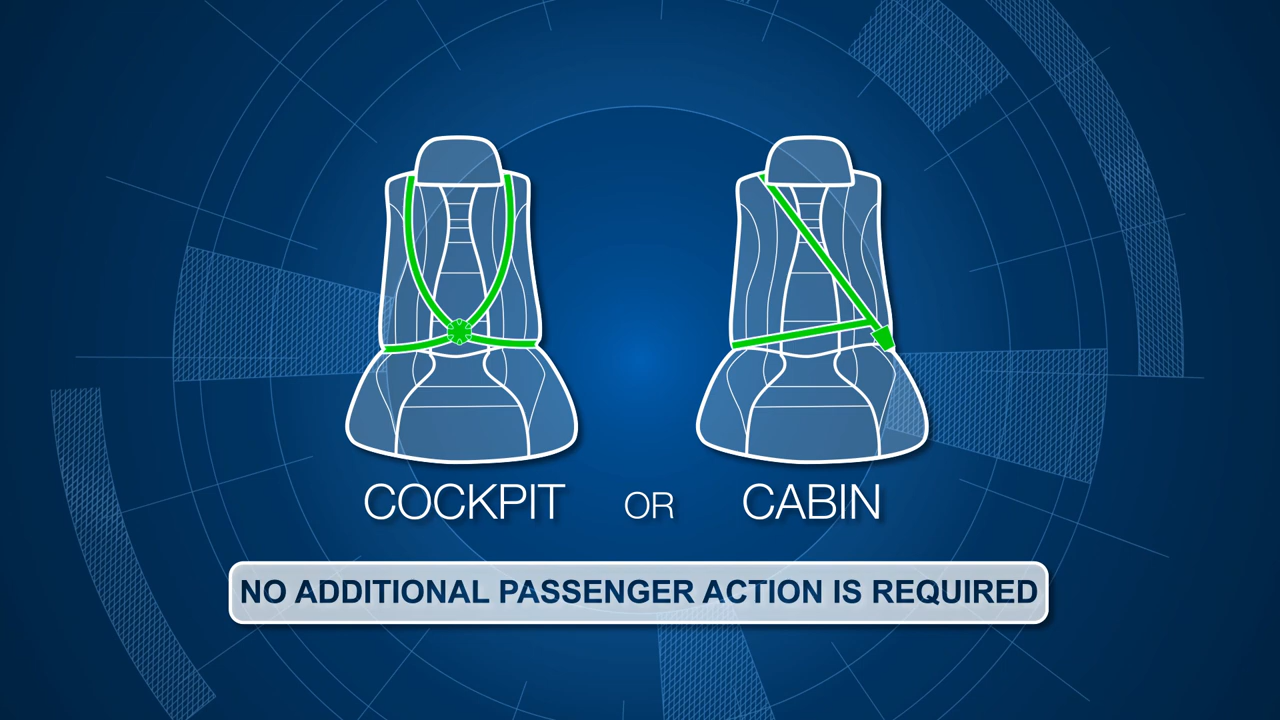 COCKPIT OR CABIN
NO ADDITIONAL PASSENGER ACTION IS REQUIRED